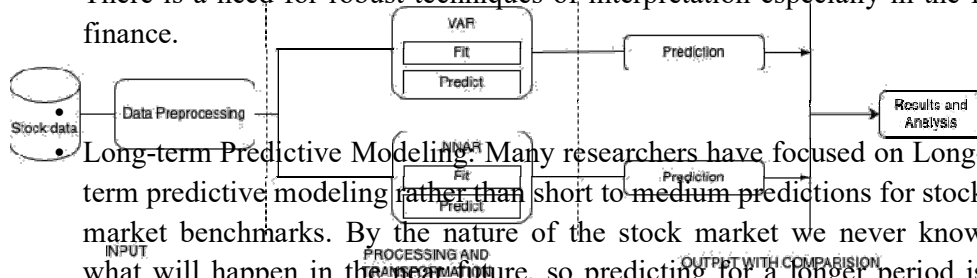 There is a need for robust techniques of interpretation especially in the
finance.
VAR
Fit
Predict
Prediction
Stock data
Data Preprocessing
Results and
Analysis
NNAR
Fit
Predict
Prediction
Long-term Predictive Modeling: Many researchers have focused on Long-
term predictive modeling rather than short to medium predictions for stock
market benchmarks. By the nature of the stock market we never know
what will happen in the near future, so predicting for a longer period is
INPUT
PROCESSING AND
TRANSFORMATION
OUTPUT WITH COMPARISION